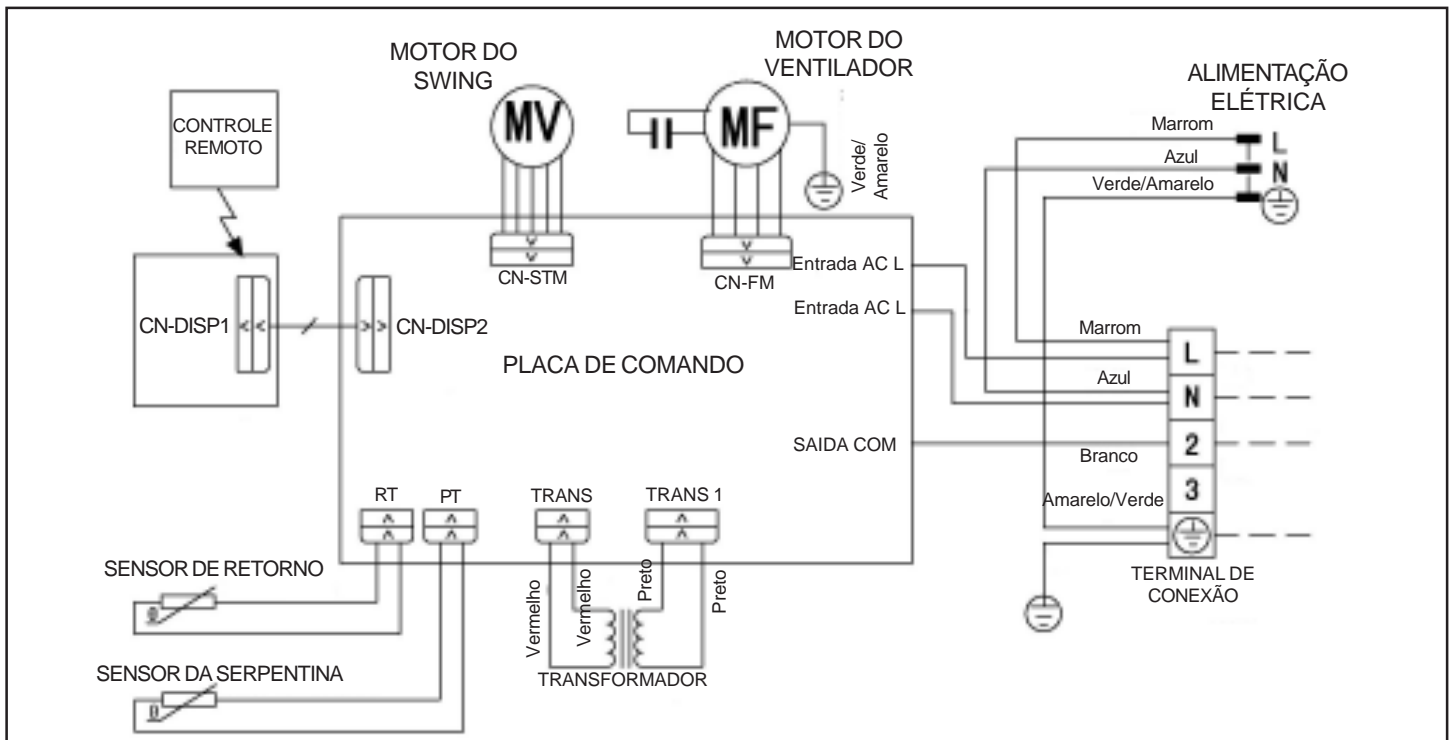 MOTOR DO
SWING
MOTOR DO
VENTILADOR
ALIMENTAÇÃO
ELÉTRICA
CONTROLE
REMOTO
MV
MF
Verde/
Amarelo
Marrom
L
Azul
N
Verde/Amarelo
CN-STM
CN-FM
Entrada AC L
Entrada AC L
CN-DISP1
CN-DISP2
PLACA DE COMANDO
Marrom
L
Azul
N
SAIDA COM
2
Branco
3
Amarelo/Verde
RT
PT
TRANS
TRANS 1
TERMINAL DE
CONEXÃO
SENSOR DE RETORNO
Vermelho
Vermelho
Preto
Preto
SENSOR DA SERPENTINA
TRANSFORMADOR